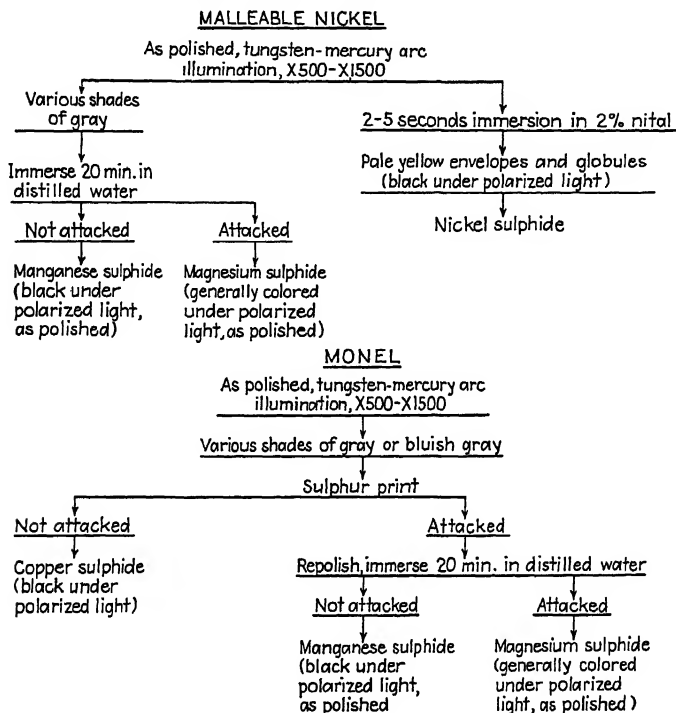 MALLEABLE NICKEL
As polished, tungsten-mercury arc
illumination, X500-X1500
Various shades
of gray
2-5 seconds immersion in 2% nital
Immerse 20 min. in
distilled water
Pale yellow envelopes and globules
(black under polarized light)
Not attacked
Attacked
Nickel sulphide
Manganese sulphide
(black under
polarized light,
as polished)
Magnesium sulphide
(generally colored
under polarized
light, as polished)
MONEL
As polished, tungsten-mercury arc
illumination, X500-X1500
Various shades of gray or bluish gray
Sulphur print
Not attacked
Attacked
Copper sulphide
(black under
polarized light)
Repolish, immerse 20 min. in distilled water
Not attacked
Attacked
Manganese sulphide
(black under
polarized light,
as polished
Magnesium sulphide
(generally colored
under polarized
light, as polished)